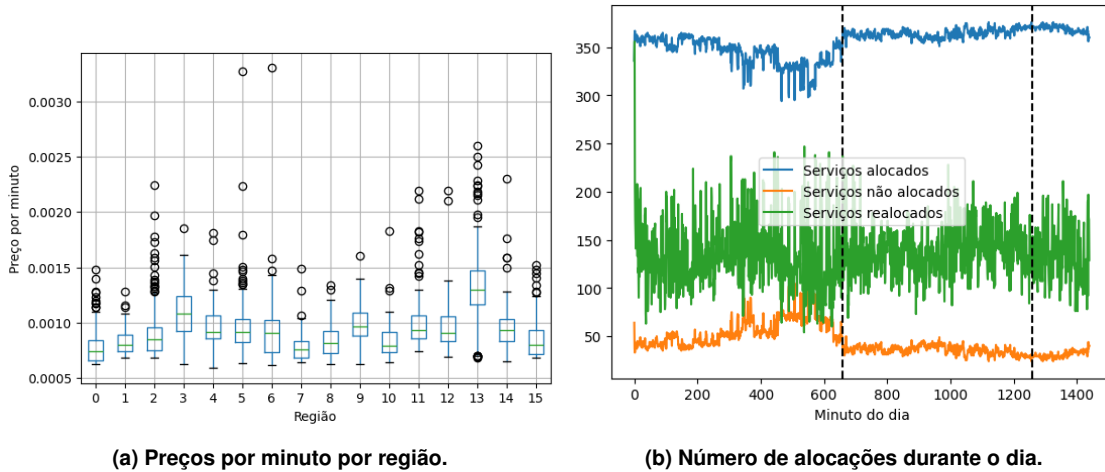 0.0030
0.0025
0.0020
0.0015
0.0010
0.0005
Preço por minuto
0 1 2 3 4 5 6 7 8 9 10 11 12 13 14 15
Região
(a) Preços por minuto por região.
350
300
250
200
150
100
50
Serviços alocados
Serviços não alocados
Serviços realocados
0 200 400 600 800 1000 1200 1400
Minuto do dia
(b) Número de alocações durante o dia.